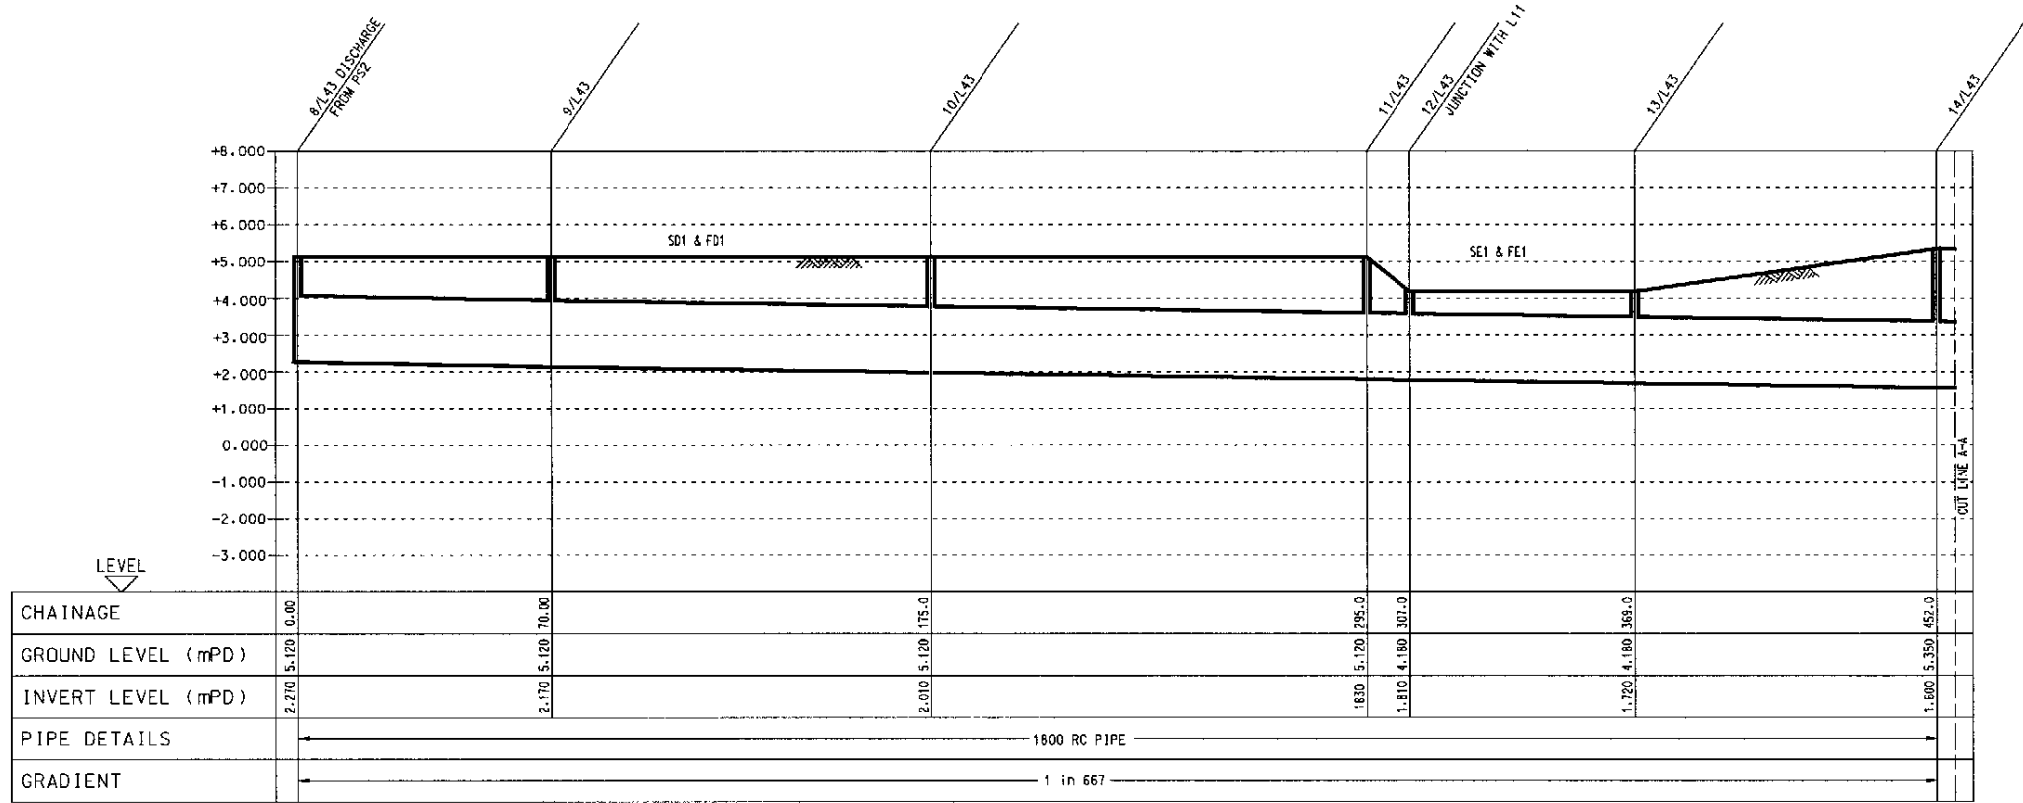 8/L43 DISCHARGE
FROM PS2
9/L43
10/L43
11/L43
12/L43
JUNCTION WITH L11
13/L43
14/L43
+8.000
+7.000
+6.000
+5.000
+4.000
+3.000
+2.000
+1.000
0.000
-1.000
-2.000
-3.000
SD1 & FD1
SE1 & FE1
CUT LINE A-A
LEVEL
CHAINAGE 0.00 70.00 175.0 295.0 307.0 369.0 452.0
GROUND LEVEL (mPD) 5.120 5.120 5.120 5.120 4.180 4.180 5.350
INVERT LEVEL (mPD) 2.270 2.170 2.010 1830 1.810 1.720 1.600
PIPE DETAILS 1800 RC PIPE
GRADIENT 1 in 667